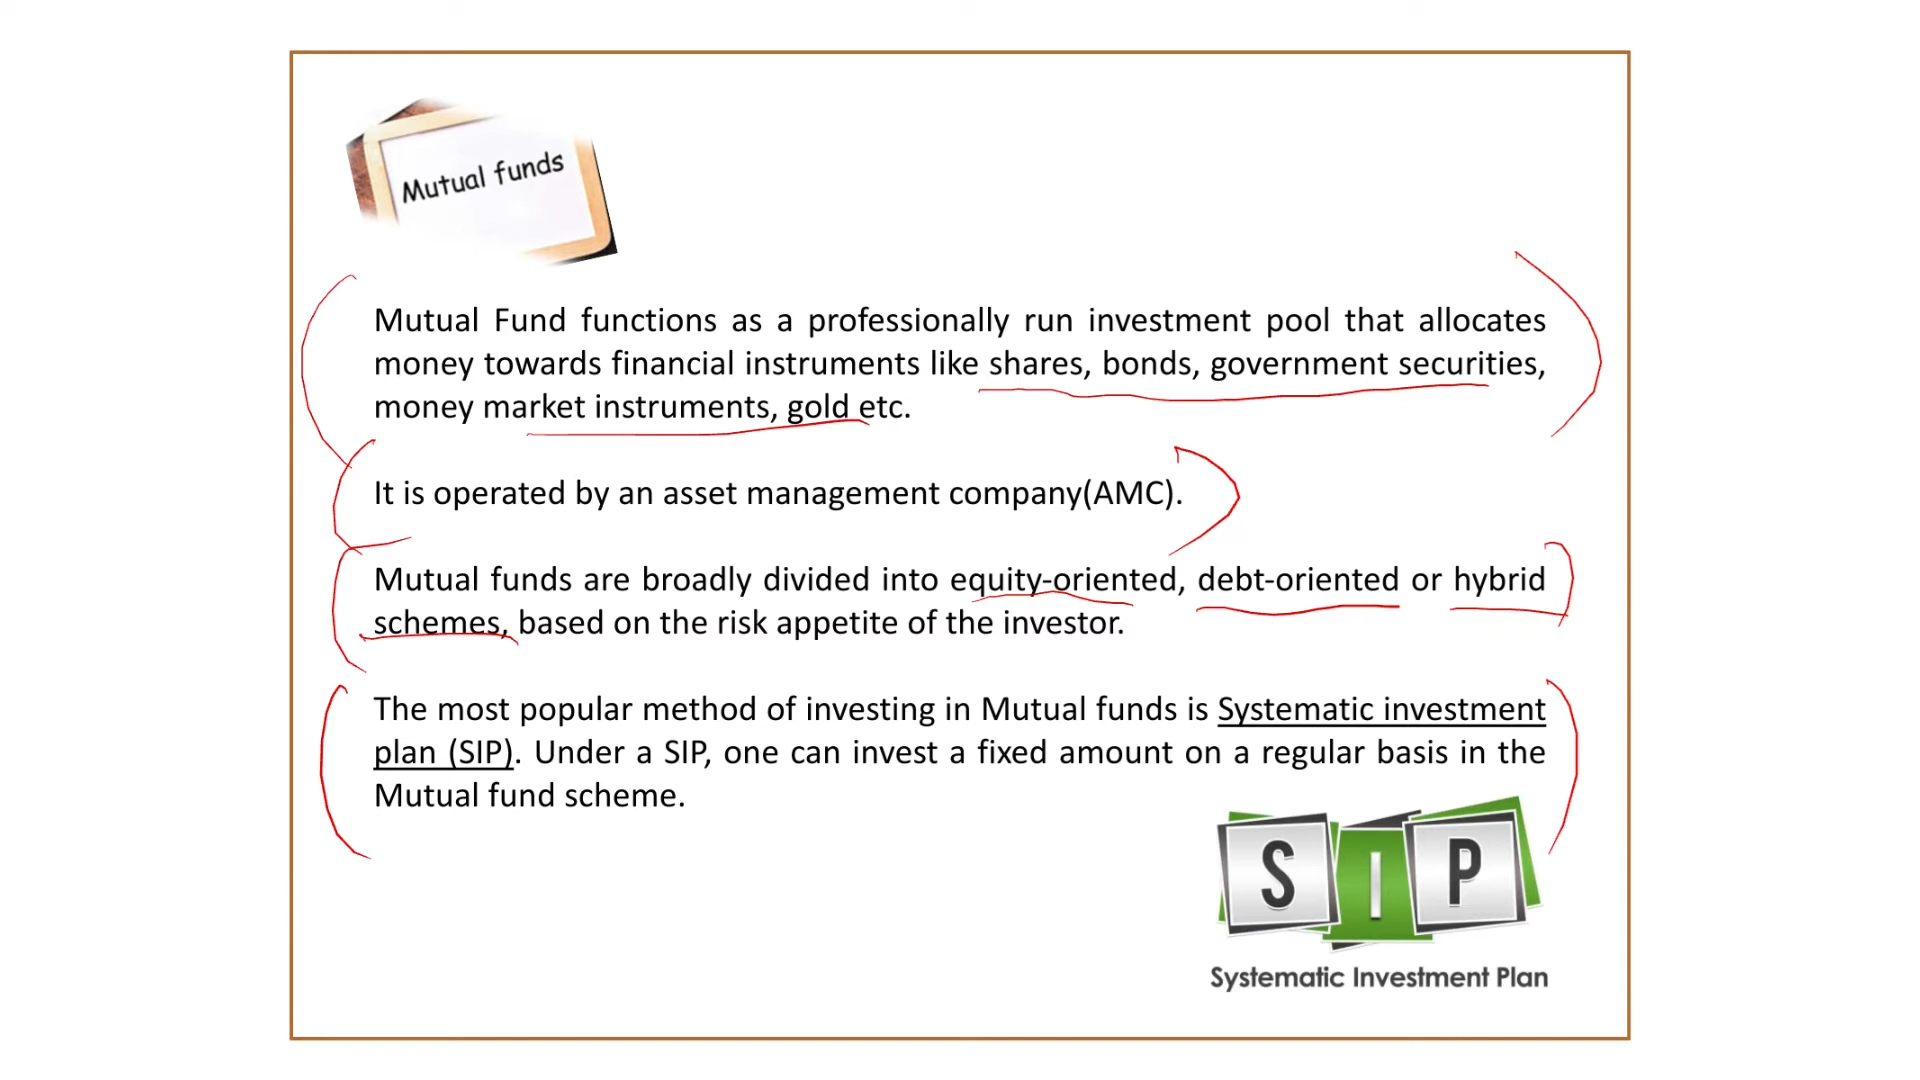 Mutual funds
Mutual Fund functions as a professionally run investment pool that allocates
money towards financial instruments like shares, bonds, government securities,
money market instruments, gold etc.
It is operated by an asset management company(AMC).
Mutual funds are broadly divided into equity-oriented, debt-oriented or hybrid
schemes, based on the risk appetite of the investor.
The most popular method of investing in Mutual funds is Systematic investment
plan (SIP). Under a SIP, one can invest a fixed amount on a regular basis in the
Mutual fund scheme.
S I P
Systematic Investment Plan